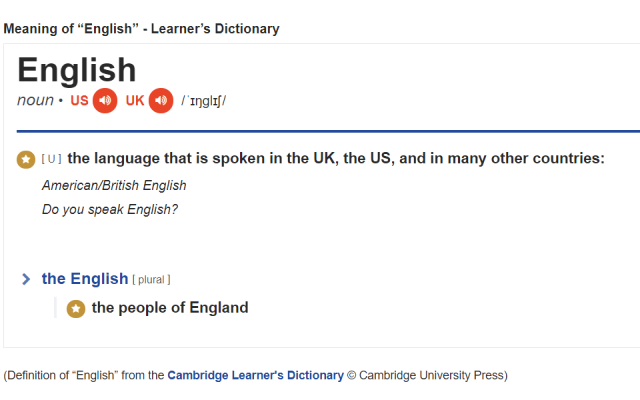 Meaning of “English” - Learner’s Dictionary
English
noun • US UK /ˈɪŋɡlɪʃ/
[ U ] the language that is spoken in the UK, the US, and in many other countries:
American/British English
Do you speak English?
the English [ plural ]
the people of England
(Definition of “English” from the Cambridge Learner's Dictionary © Cambridge University Press)